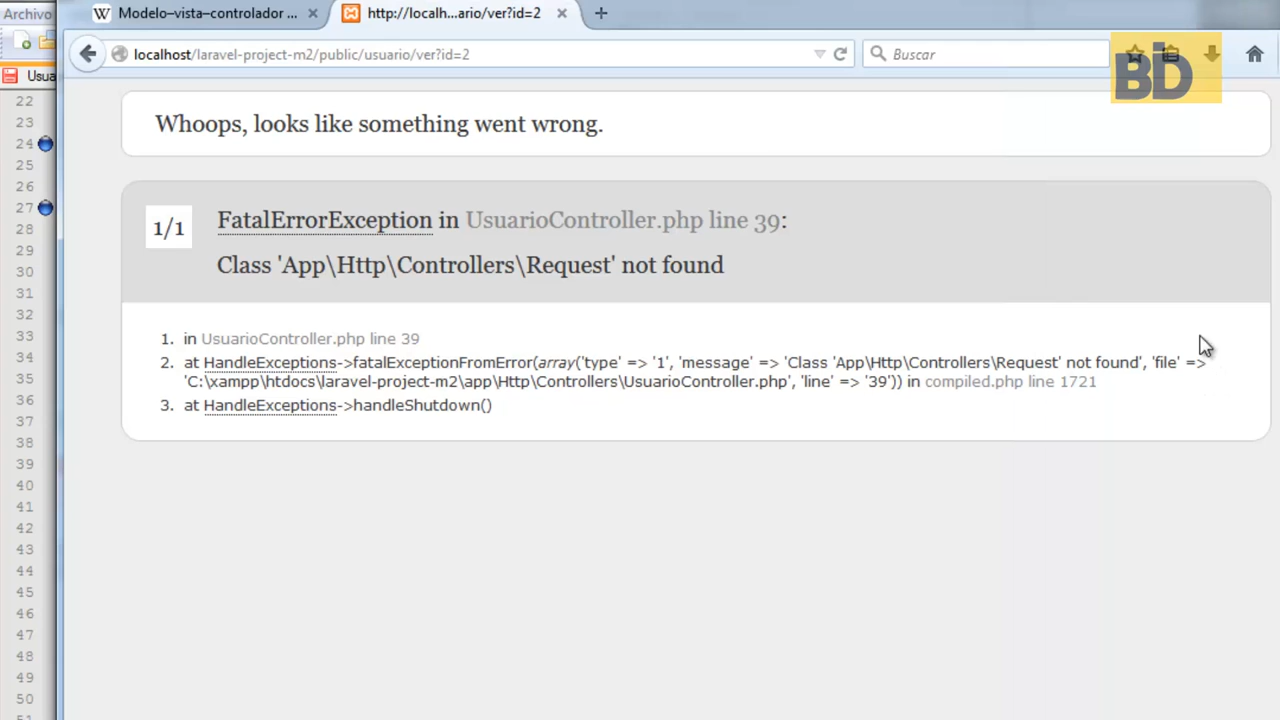 Archivo
Modelo–vista–controlador ...
http://localh...ario/ver?id=2
localhost/laravel-project-m2/public/usuario/ver?id=2
Buscar
BD
Usua
22
23
24
25
26
27
28
29
30
31
32
33
34
35
36
37
38
39
40
41
42
43
44
45
46
47
48
49
50
Whoops, looks like something went wrong.
1/1
FatalErrorException in UsuarioController.php line 39:
Class 'App\Http\Controllers\Request' not found
1. in UsuarioController.php line 39
2. at HandleExceptions->fatalExceptionFromError(array('type' => '1', 'message' => 'Class 'App\Http\Controllers\Request' not found', 'file' =>
'C:\xampp\htdocs\laravel-project-m2\app\Http\Controllers\UsuarioController.php', 'line' => '39')) in compiled.php line 1721
3. at HandleExceptions->handleShutdown()